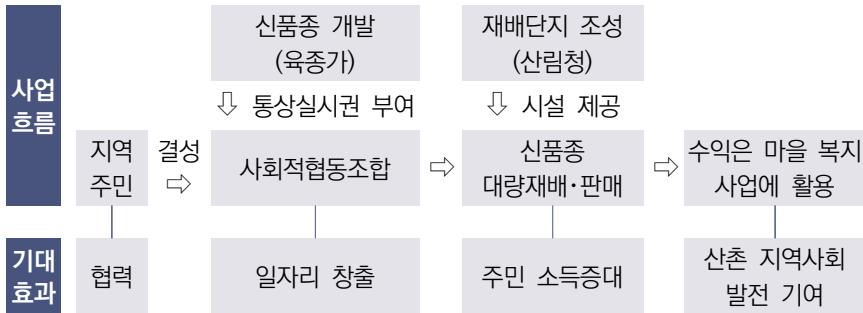 사업
흐름
신품종 개발
(육종가)
재배단지 조성
(산림청)
통상실시권 부여
시설 제공
지역
주민
결성
사회적협동조합
신품종
대량재배·판매
수익은 마을 복지
사업에 활용
기대
효과
협력
일자리 창출
주민 소득증대
산촌 지역사회
발전 기여